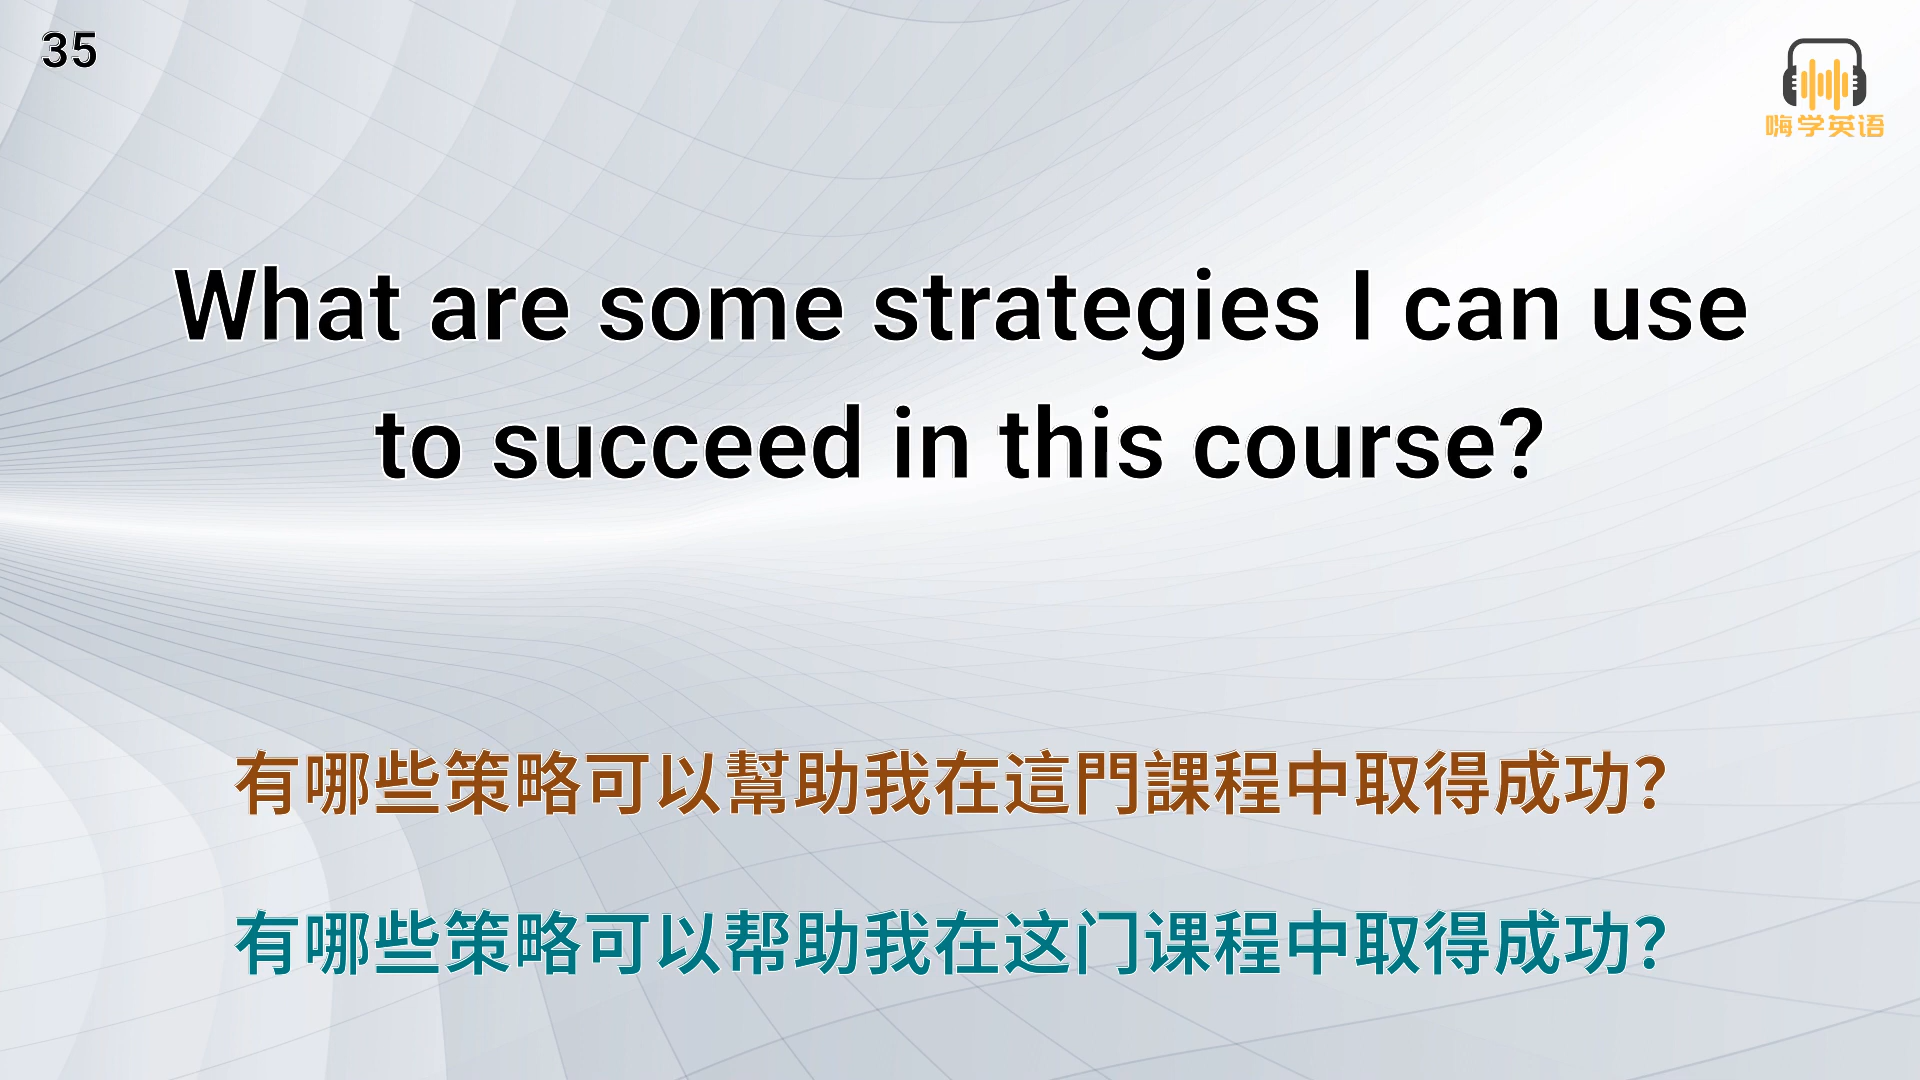 35
嗨学英语
What are some strategies I can use
to succeed in this course?
有哪些策略可以幫助我在這門課程中取得成功?
有哪些策略可以帮助我在这门课程中取得成功?